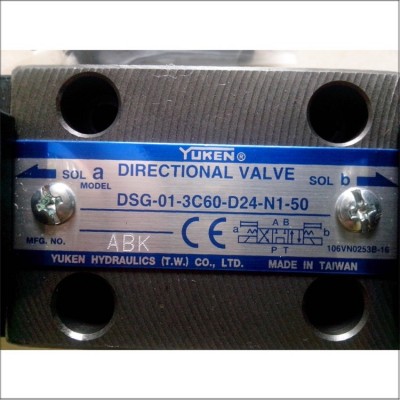 YUKEN®
SOL a DIRECTIONAL VALVE SOL b
MODEL DSG-01-3C60-D24-N1-50
MFG. NO. ABK CE a A B b
P T
106VN0253B-16
YUKEN HYDRAULICS (T.W.) CO., LTD. MADE IN TAIWAN